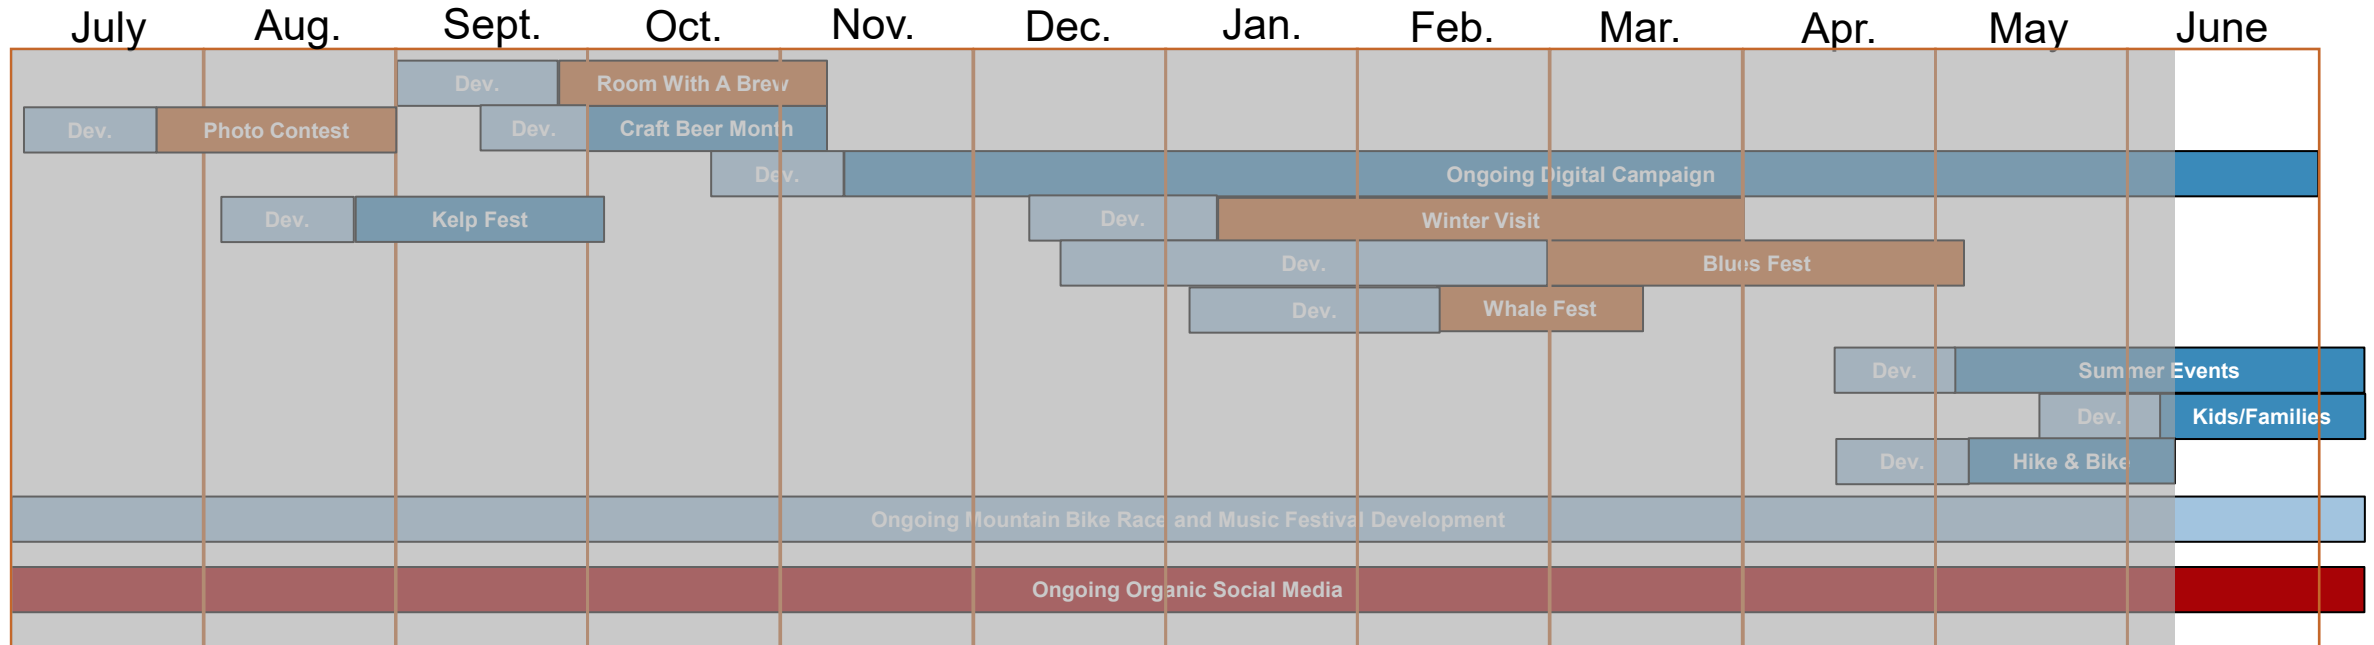 July Aug. Sept. Oct. Nov. Dec. Jan. Feb. Mar. Apr. May June
Dev. Room With A Brew
Dev. Photo Contest Dev. Craft Beer Month
Dev. Ongoing Digital Campaign
Dev. Kelp Fest Dev. Winter Visit
Dev. Blues Fest
Dev. Whale Fest
Dev. Summer Events
Dev. Kids/Families
Dev. Hike & Bike
Ongoing Mountain Bike Race and Music Festival Development
Ongoing Organic Social Media